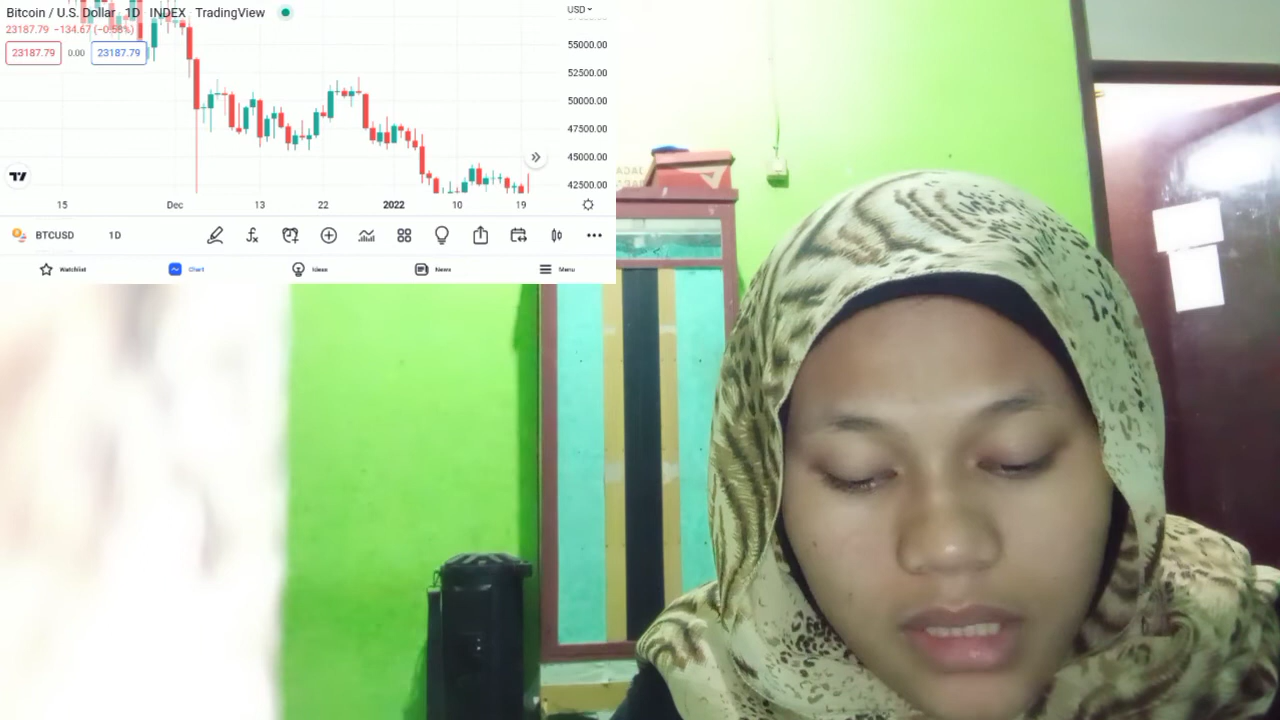 Bitcoin / U.S. Dollar 1D INDEX TradingView
USD
23187.79 −134.67 (−0.58%)
23187.79 0.00 23187.79
55000.00
52500.00
50000.00
47500.00
45000.00
42500.00
15 Dec 13 22 2022 10 19
BTCUSD 1D
Watchlist Chart Ideas News Menu